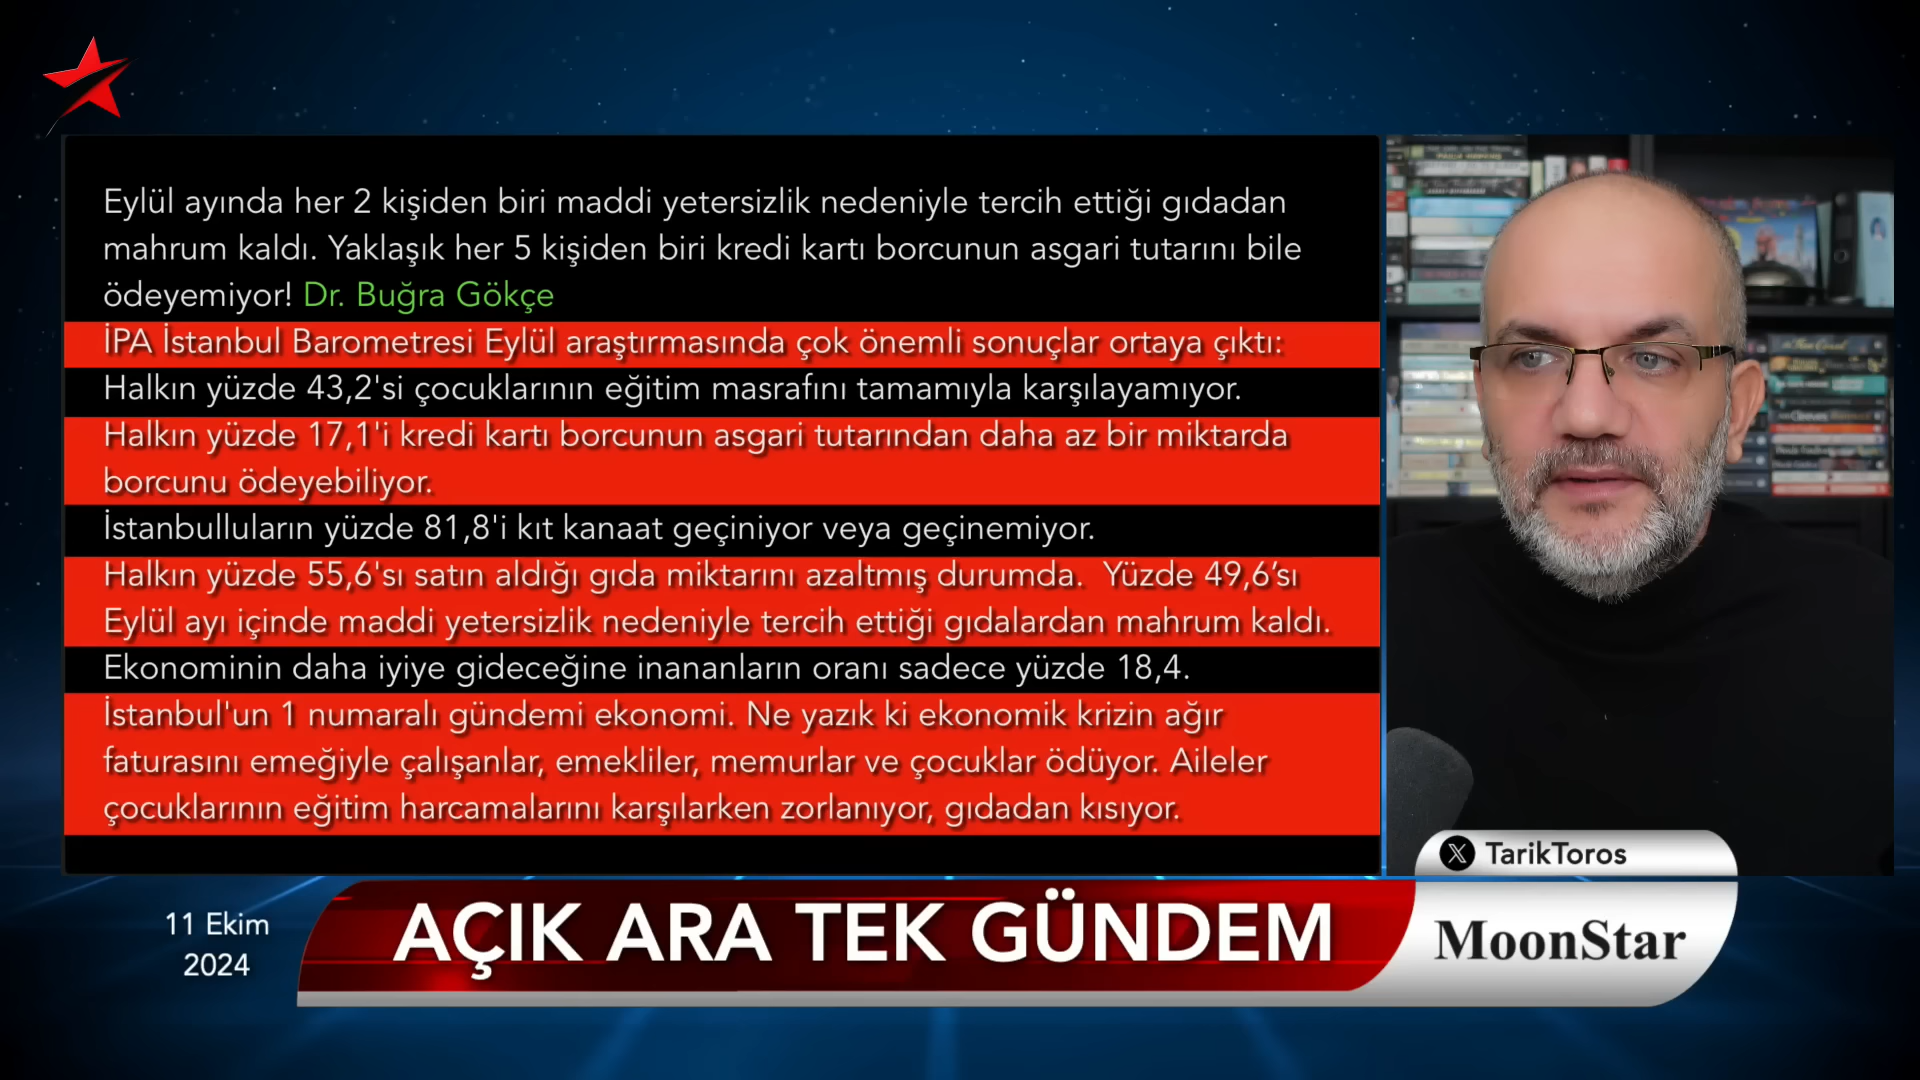 Eylül ayında her 2 kişiden biri maddi yetersizlik nedeniyle tercih ettiği gıdadan
mahrum kaldı. Yaklaşık her 5 kişiden biri kredi kartı borcunun asgari tutarını bile
ödeyemiyor! Dr. Buğra Gökçe
İPA İstanbul Barometresi Eylül araştırmasında çok önemli sonuçlar ortaya çıktı:
Halkın yüzde 43,2'si çocuklarının eğitim masrafını tamamıyla karşılayamıyor.
Halkın yüzde 17,1'i kredi kartı borcunun asgari tutarından daha az bir miktarda
borcunu ödeyebiliyor.
İstanbulluların yüzde 81,8'i kıt kanaat geçiniyor veya geçinemiyor.
Halkın yüzde 55,6'sı satın aldığı gıda miktarını azaltmış durumda.  Yüzde 49,6’sı
Eylül ayı içinde maddi yetersizlik nedeniyle tercih ettiği gıdalardan mahrum kaldı.
Ekonominin daha iyiye gideceğine inananların oranı sadece yüzde 18,4.
İstanbul'un 1 numaralı gündemi ekonomi. Ne yazık ki ekonomik krizin ağır
faturasını emeğiyle çalışanlar, emekliler, memurlar ve çocuklar ödüyor. Aileler
çocuklarının eğitim harcamalarını karşılarken zorlanıyor, gıdadan kısıyor.
X TarikToros
11 Ekim
2024
AÇIK ARA TEK GÜNDEM
MoonStar